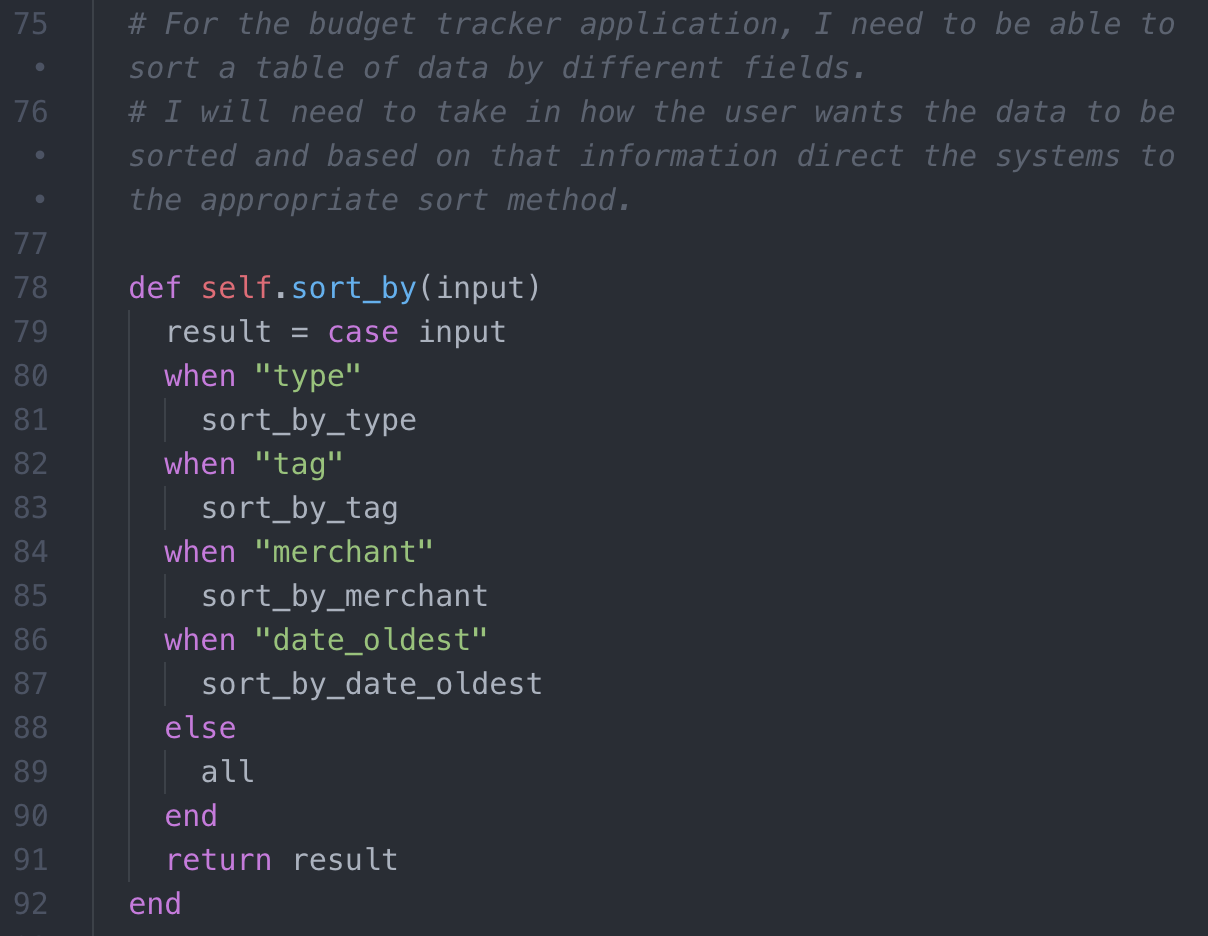 75 # For the budget tracker application, I need to be able to
• sort a table of data by different fields.
76 # I will need to take in how the user wants the data to be
• sorted and based on that information direct the systems to
• the appropriate sort method.
77
78 def self.sort_by(input)
79   result = case input
80   when "type"
81     sort_by_type
82   when "tag"
83     sort_by_tag
84   when "merchant"
85     sort_by_merchant
86   when "date_oldest"
87     sort_by_date_oldest
88   else
89     all
90   end
91   return result
92 end